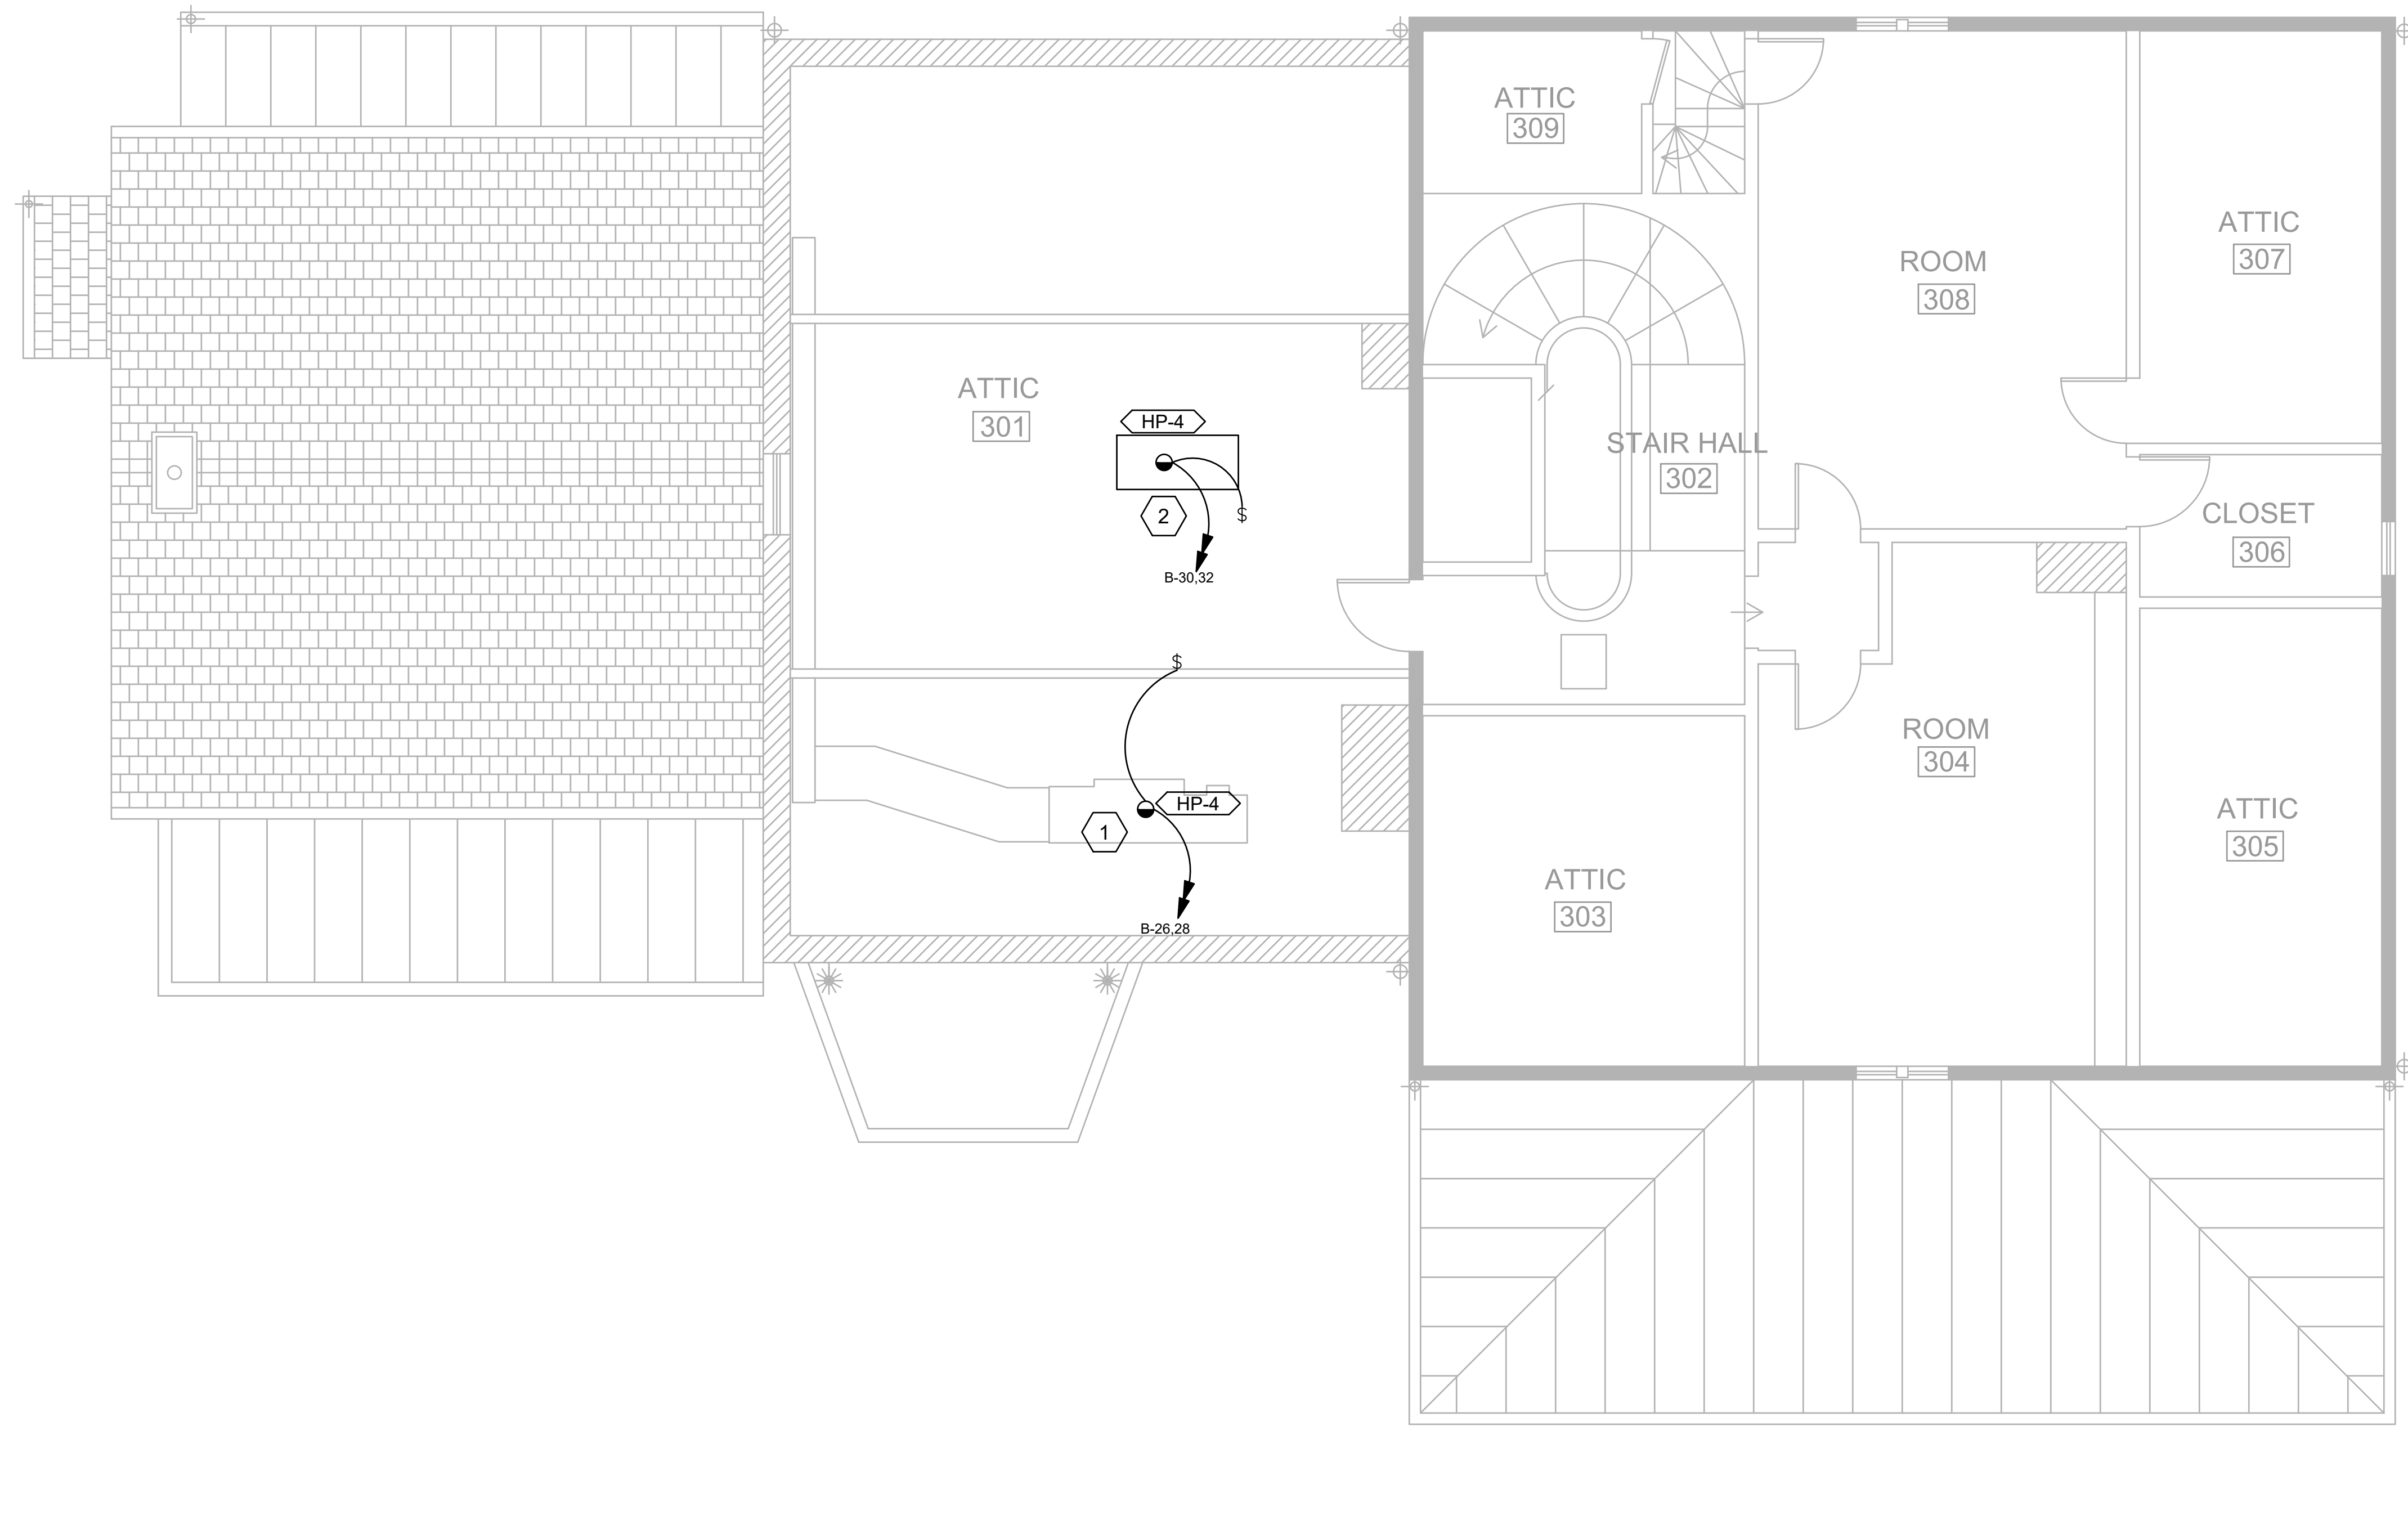 ATTIC
309
ATTIC
307
ROOM
308
ATTIC
301
HP-4
$
2
B-30,32
STAIR HALL
302
CLOSET
306
$
HP-4
1
B-26,28
ROOM
304
ATTIC
305
ATTIC
303